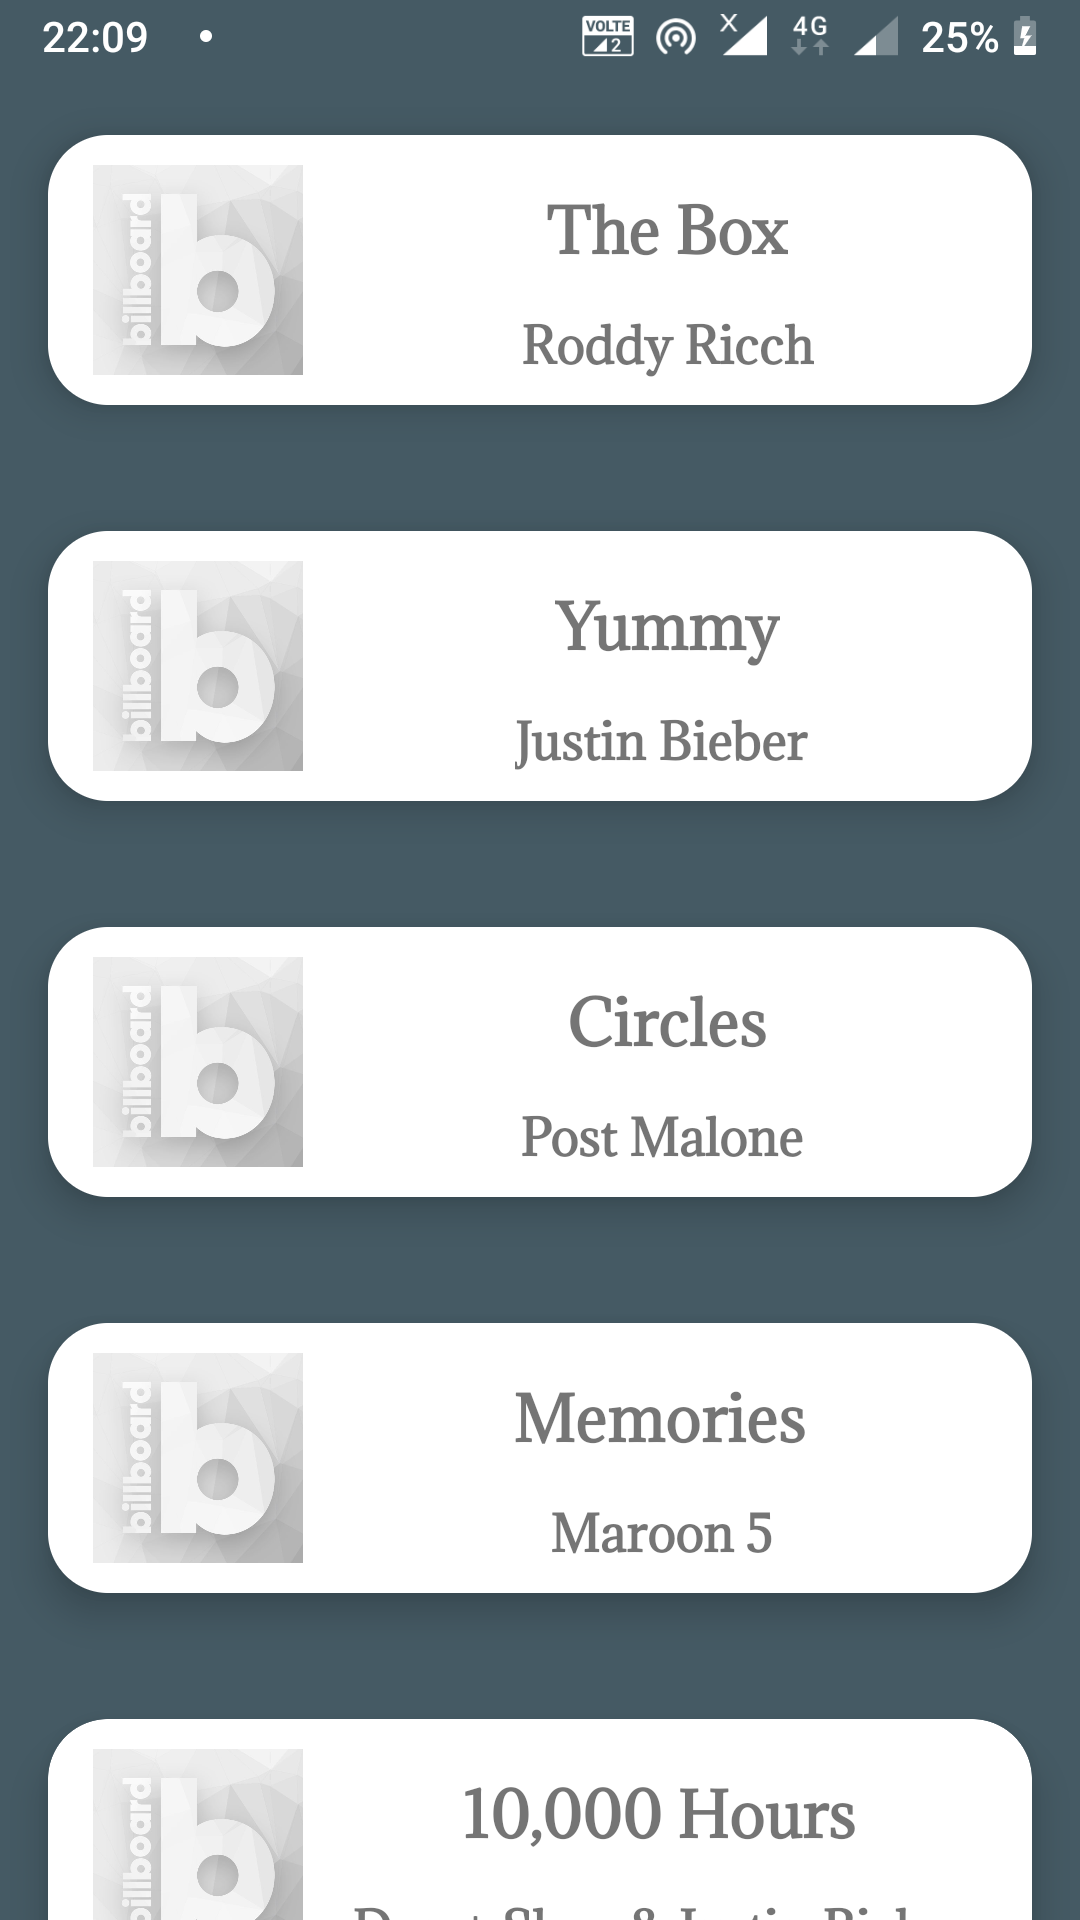 22:09 VOLTE 2 X 4G 25%
billboard b
The Box
Roddy Ricch
billboard b
Yummy
Justin Bieber
billboard b
Circles
Post Malone
billboard b
Memories
Maroon 5
billboard b
10,000 Hours